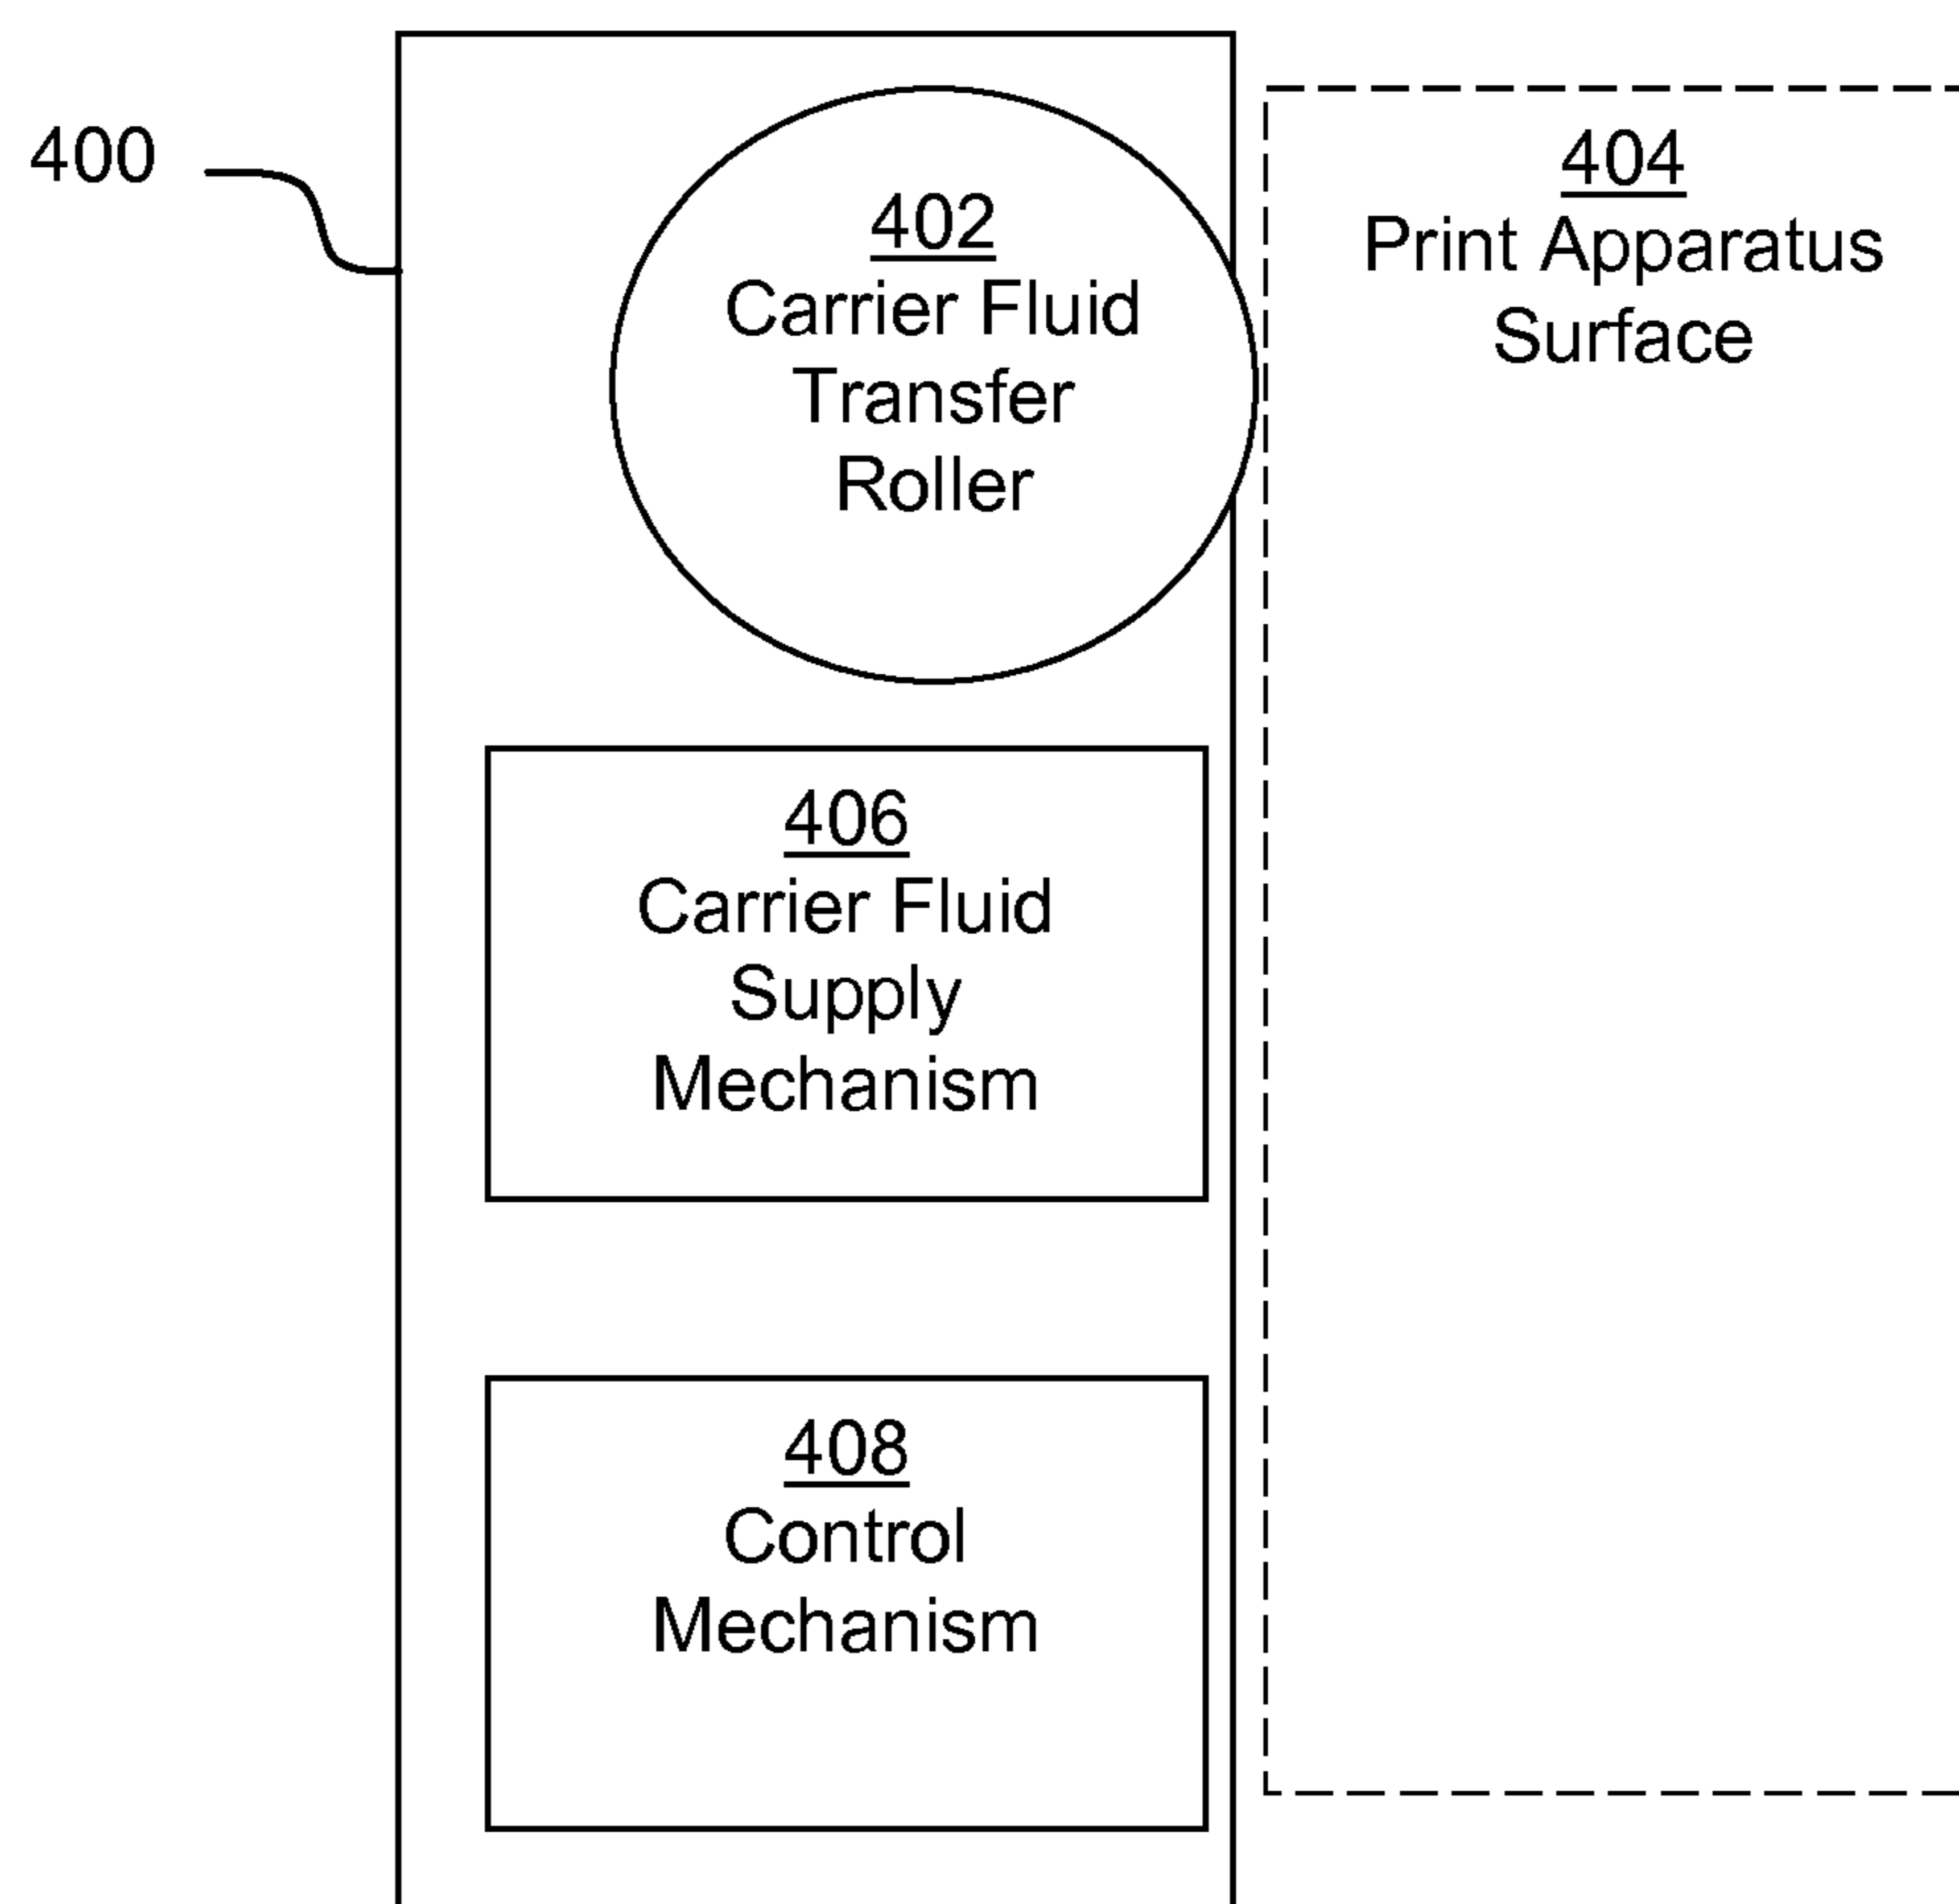 400
402
Carrier Fluid
Transfer
Roller
404
Print Apparatus
Surface
406
Carrier Fluid
Supply
Mechanism
408
Control
Mechanism